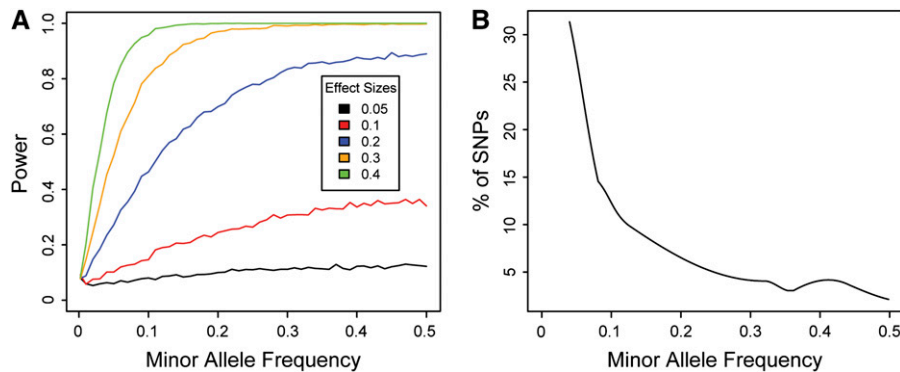 A
Power
1.0
0.8
0.6
0.4
0.2
0
Effect Sizes
0.05
0.1
0.2
0.3
0.4
0 0.1 0.2 0.3 0.4 0.5
Minor Allele Frequency
B
% of SNPs
30
25
20
15
10
5
0 0.1 0.2 0.3 0.4 0.5
Minor Allele Frequency